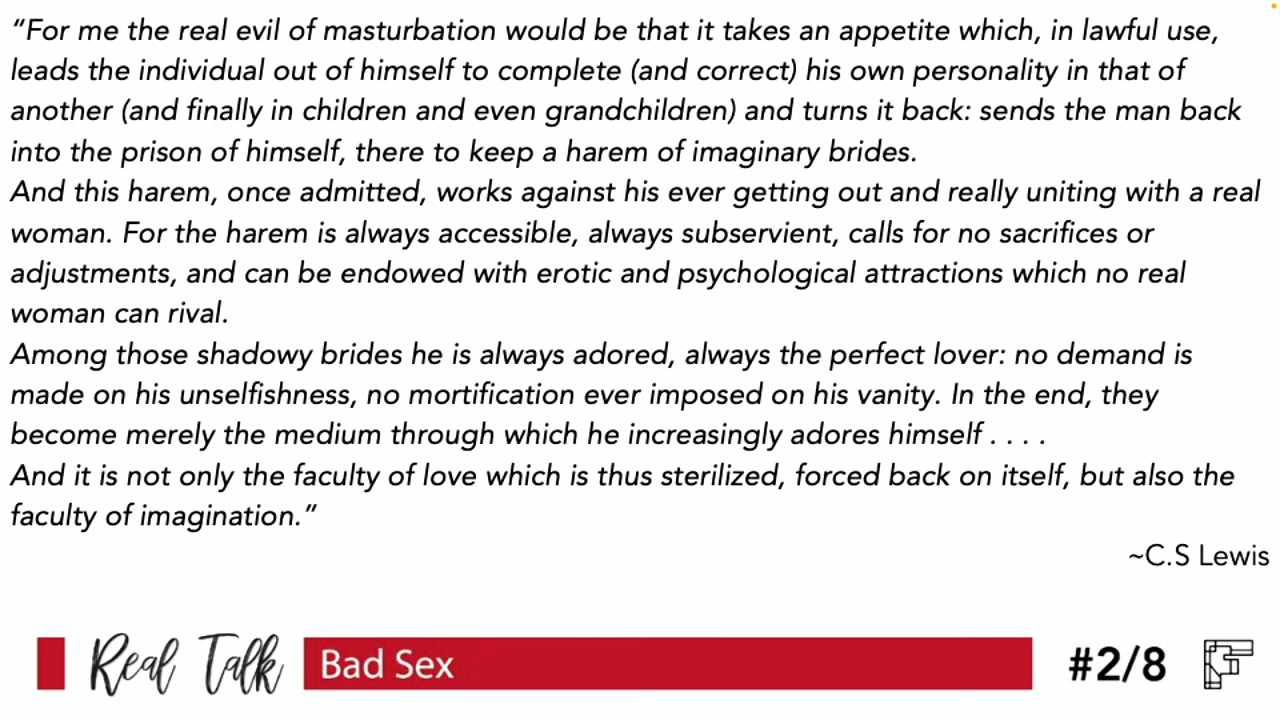 “For me the real evil of masturbation would be that it takes an appetite which, in lawful use,
leads the individual out of himself to complete (and correct) his own personality in that of
another (and finally in children and even grandchildren) and turns it back: sends the man back
into the prison of himself, there to keep a harem of imaginary brides.
And this harem, once admitted, works against his ever getting out and really uniting with a real
woman. For the harem is always accessible, always subservient, calls for no sacrifices or
adjustments, and can be endowed with erotic and psychological attractions which no real
woman can rival.
Among those shadowy brides he is always adored, always the perfect lover: no demand is
made on his unselfishness, no mortification ever imposed on his vanity. In the end, they
become merely the medium through which he increasingly adores himself . . . .
And it is not only the faculty of love which is thus sterilized, forced back on itself, but also the
faculty of imagination.”
~C.S Lewis
Real Talk Bad Sex #2/8